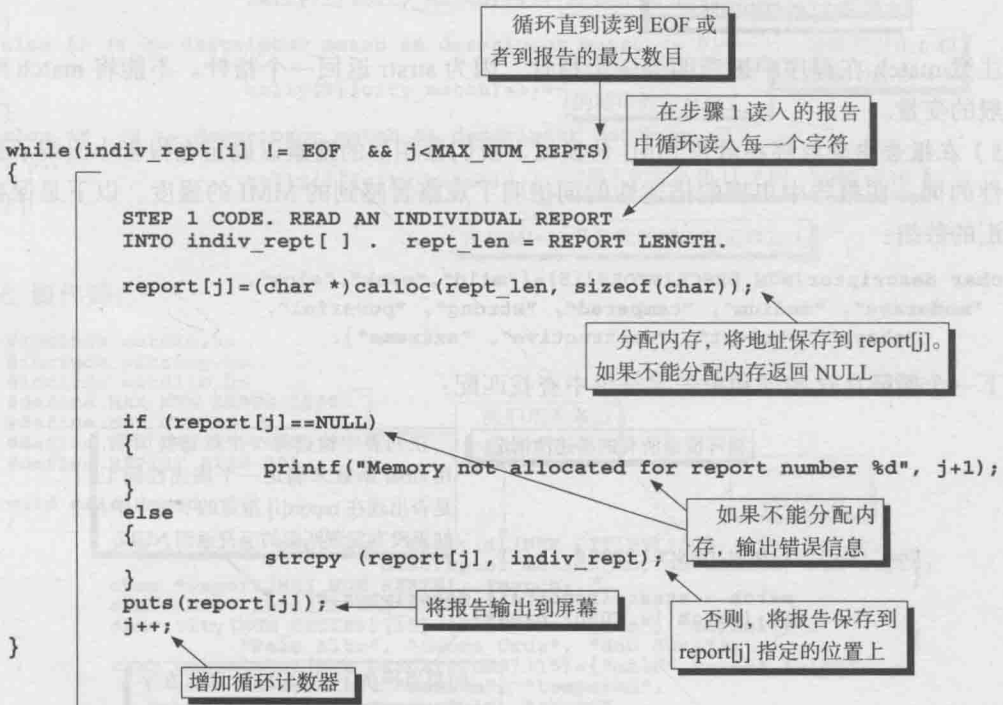 循环直到读到 EOF 或
者到报告的最大数目
在步骤 1 读入的报告
中循环读入每一个字符
while(indiv_rept[i] != EOF && j<MAX_NUM_REPTS)
{
STEP 1 CODE. READ AN INDIVIDUAL REPORT
INTO indiv_rept[ ] . rept_len = REPORT LENGTH.
report[j]=(char *)calloc(rept_len, sizeof(char));
分配内存，将地址保存到 report[j]。
如果不能分配内存返回 NULL
if (report[j]==NULL)
{
printf("Memory not allocated for report number %d", j+1);
}
else
{
如果不能分配内
存，输出错误信息
strcpy (report[j], indiv_rept);
}
puts(report[j]);
将报告输出到屏幕
否则，将报告保存到
report[j] 指定的位置上
j++;
}
增加循环计数器